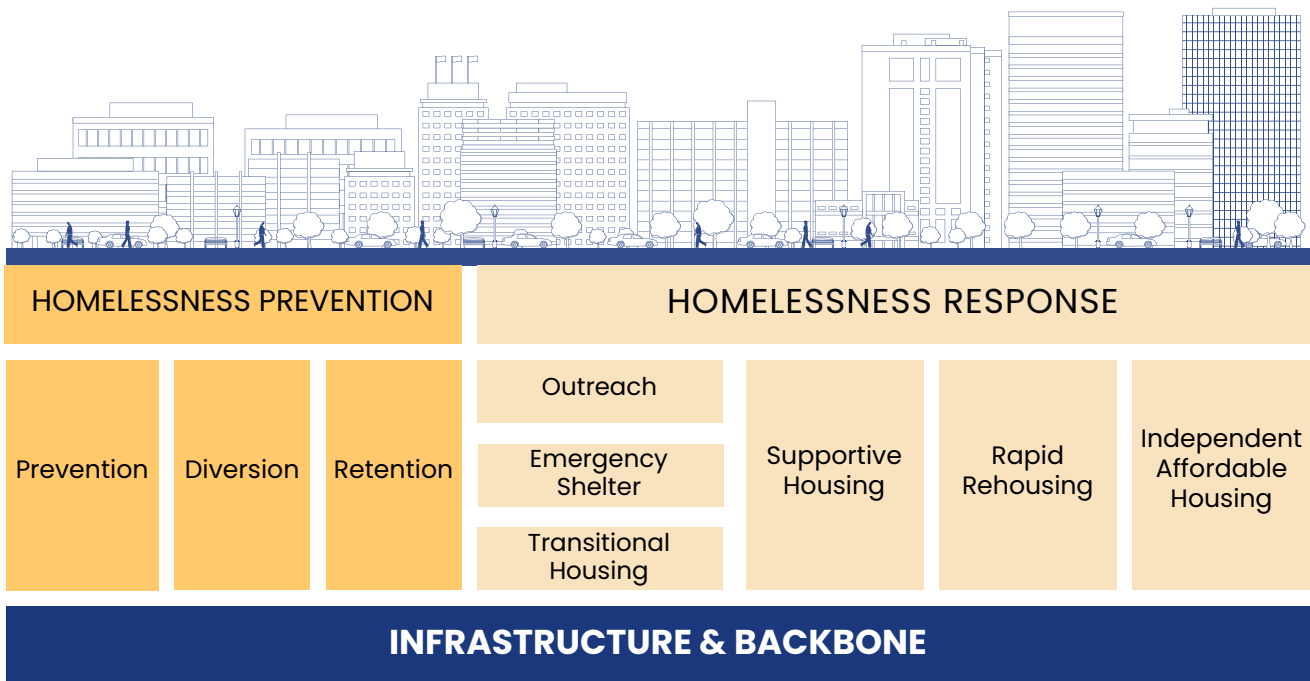 HOMELESSNESS PREVENTION
HOMELESSNESS RESPONSE
Prevention
Diversion
Retention
Outreach
Emergency
Shelter
Transitional
Housing
Supportive
Housing
Rapid
Rehousing
Independent
Affordable
Housing
INFRASTRUCTURE & BACKBONE